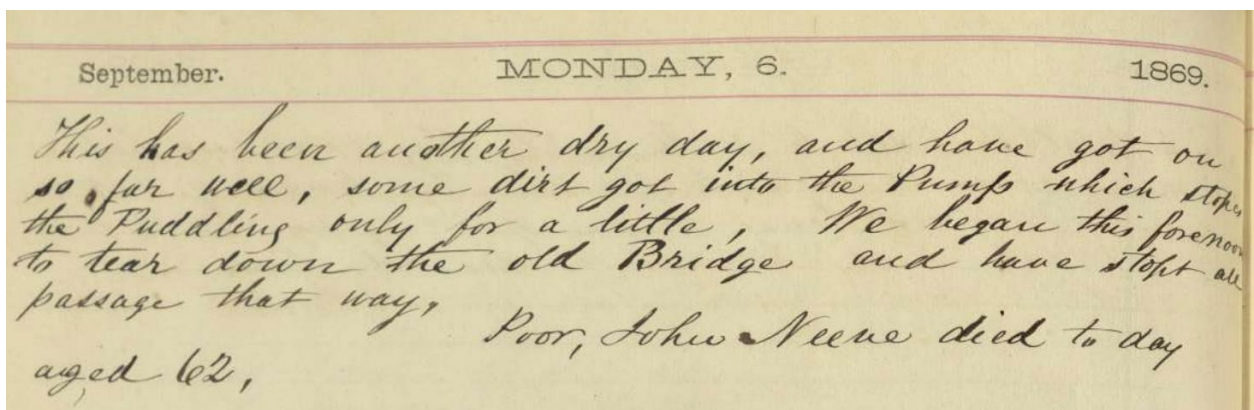 September. MONDAY, 6. 1869.
This has been another dry day, and have got on
so far well, some dirt got into the Pump which stopes
the Puddling only for a little, We began this forenoon
to tear down the old Bridge and have stopt all
passage that way,
Poor, John Neeve died to day
aged 62,